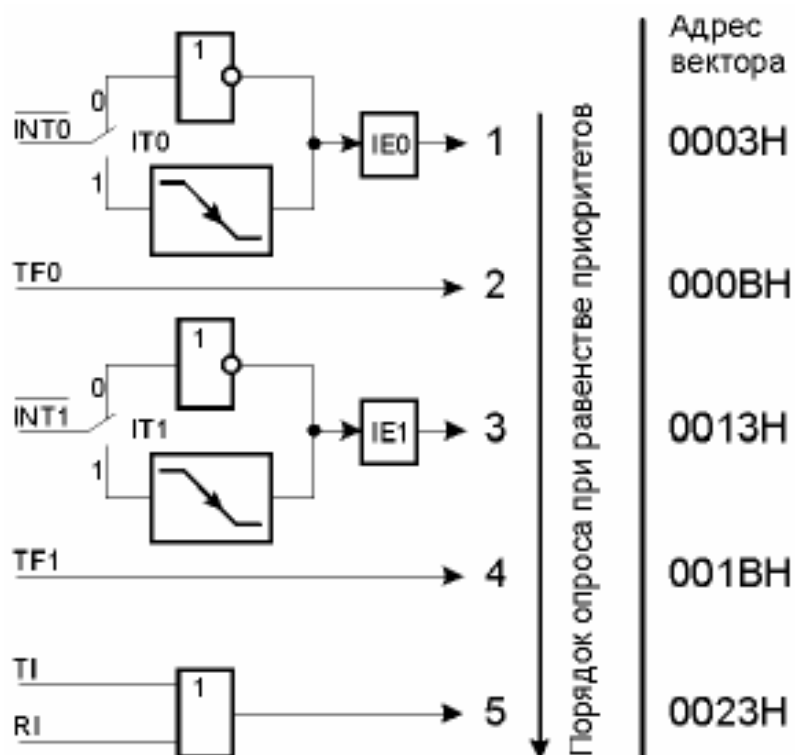 Адрес
вектора
1
0
INT0
IT0
IE0
1
0003H
1
TF0
2
000BH
1
0
INT1
IT1
IE1
3
0013H
1
TF1
4
001BH
TI
1
5
0023H
RI
Порядок опроса при равенстве приоритетов